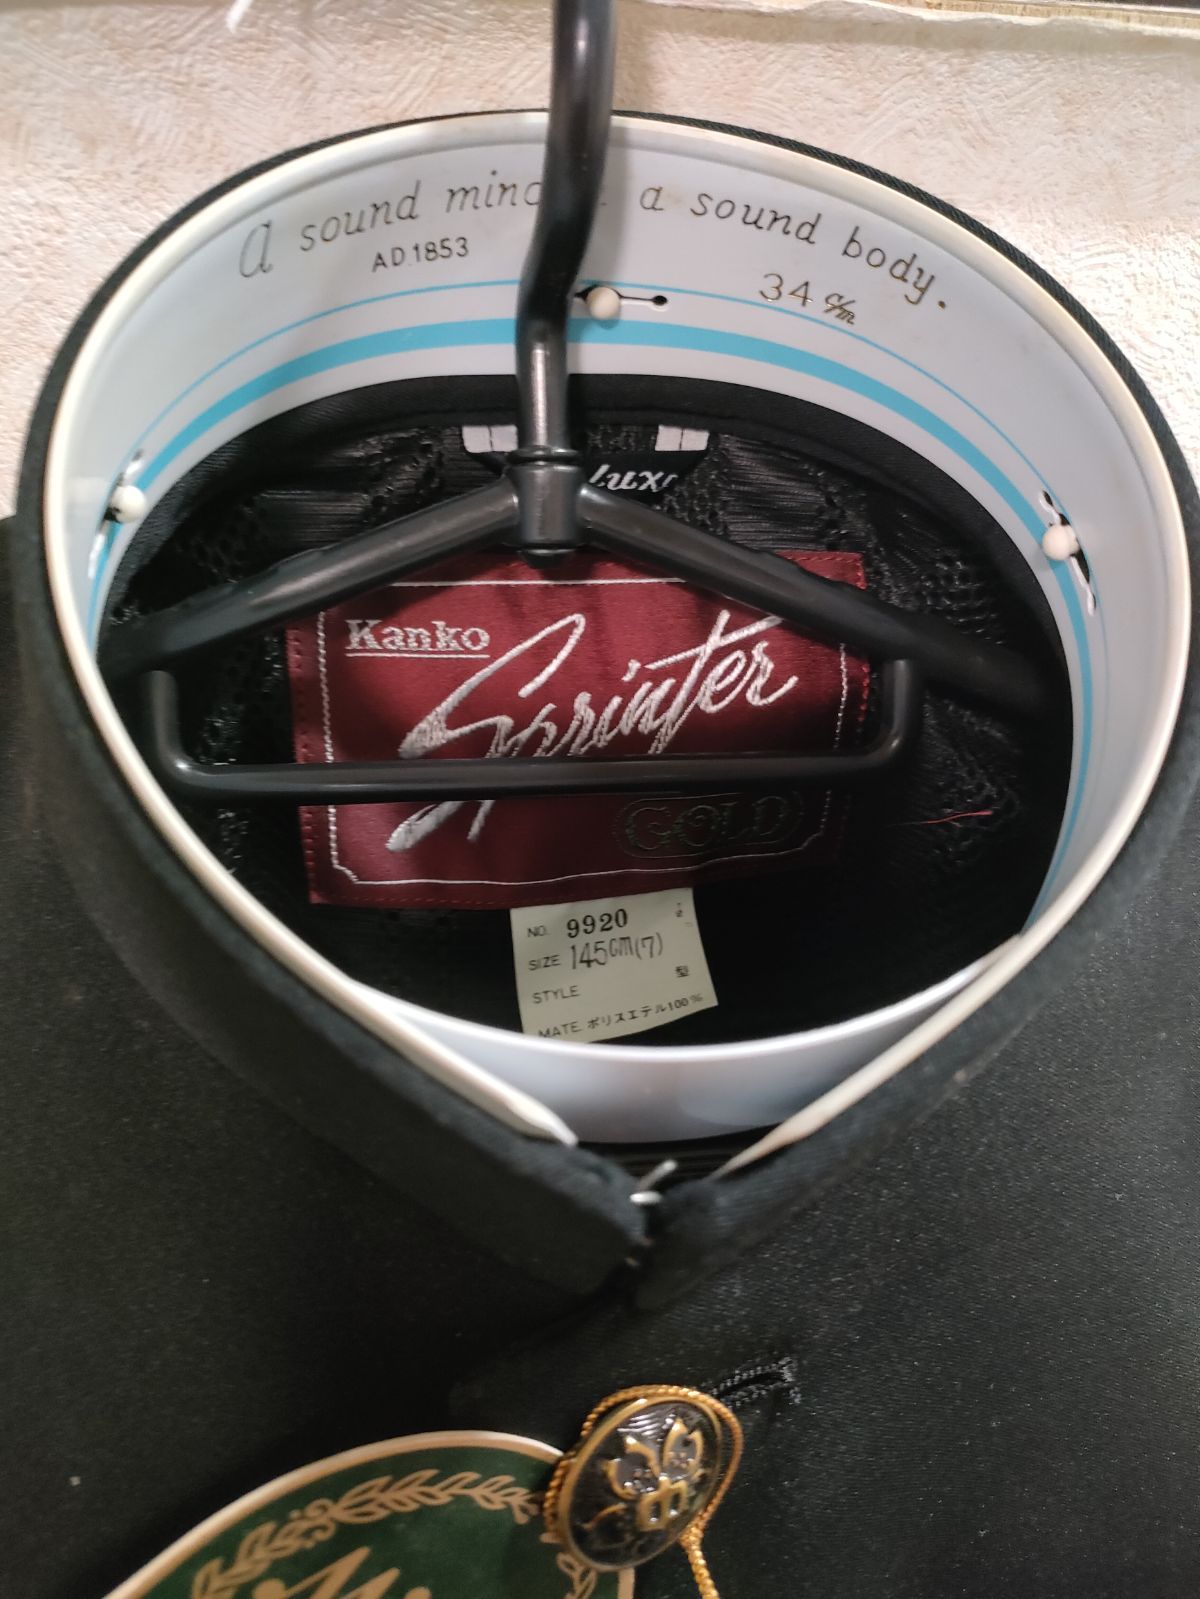 A sound mind a sound body.
AD.1853
34 c/m
Kanko
Sprinter
GOLD
NO. 9920
SIZE 145cm(7)
STYLE 型
MATE. ポリスエテル100%